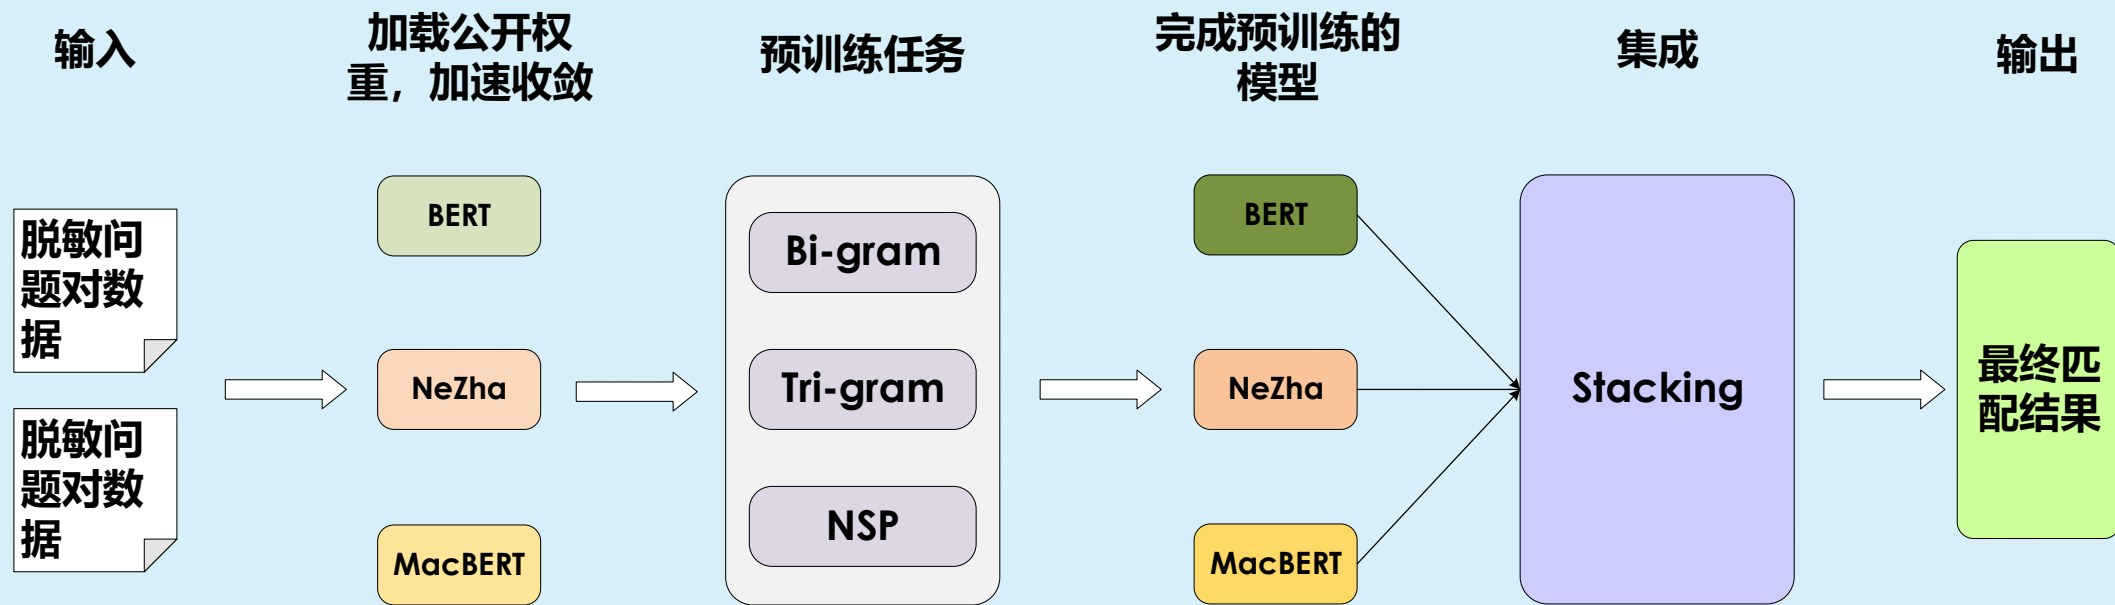 输入
加载公开权
重，加速收敛
预训练任务
完成预训练的
模型
集成
输出
脱敏问
题对数
据
脱敏问
题对数
据
BERT
NeZha
MacBERT
Bi-gram
Tri-gram
NSP
BERT
NeZha
MacBERT
Stacking
最终匹
配结果